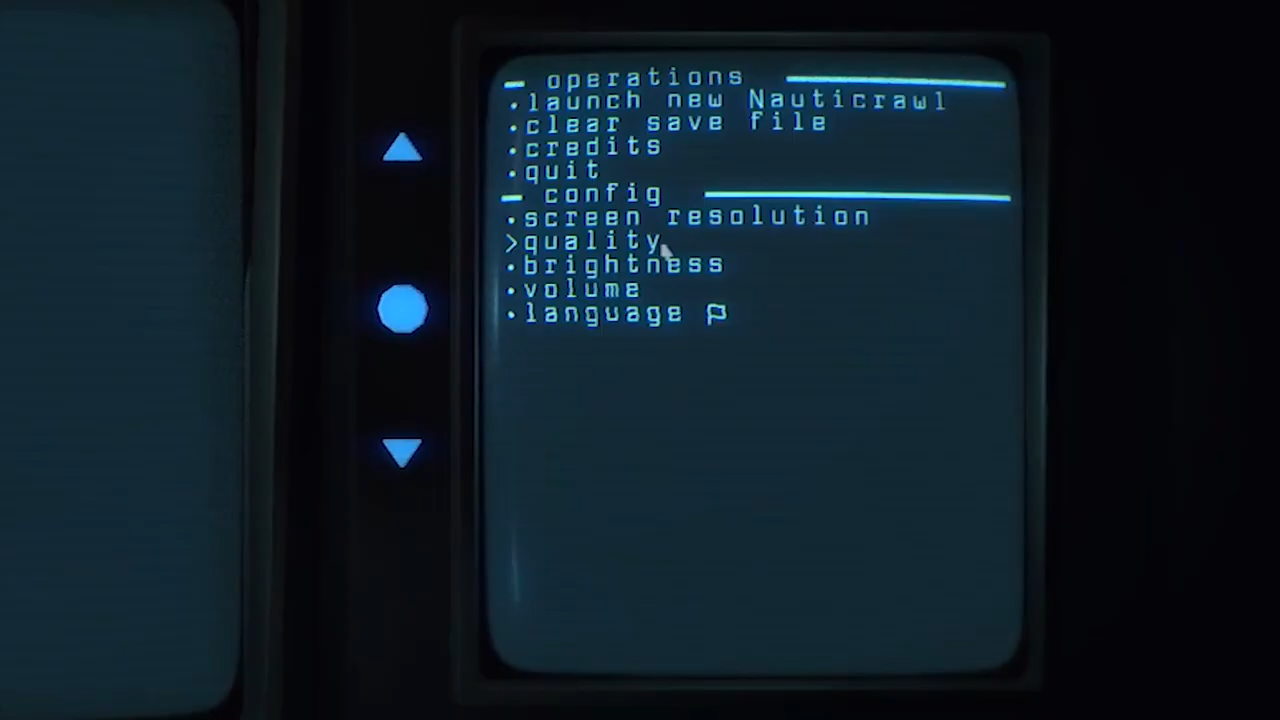 operations
·launch new Nauticrawl
·clear save file
·credits
·quit
config
·screen resolution
>quality
·brightness
·volume
·language